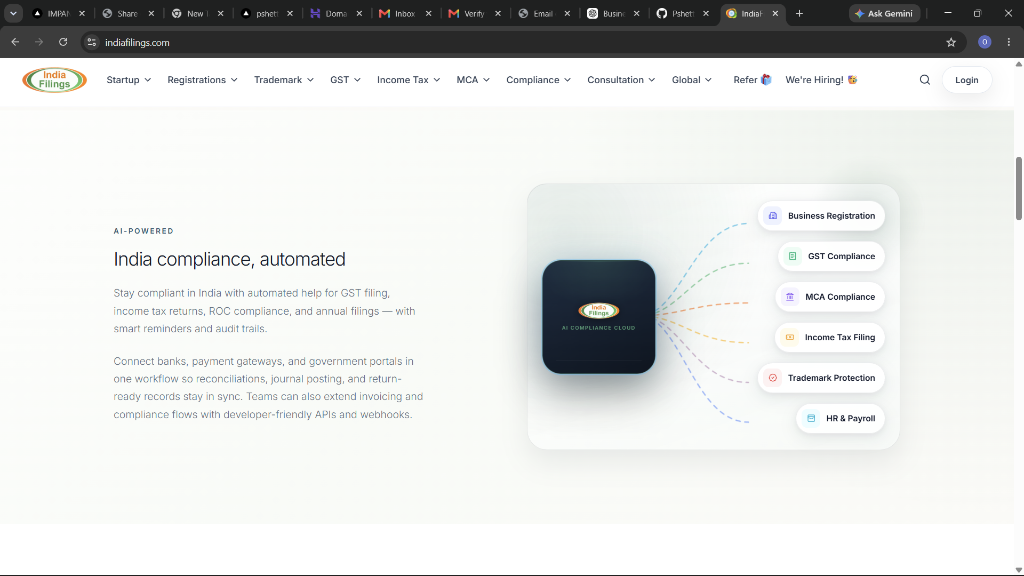 IMPAN
Share
New
pshett
Doma
Inbox
Verify
Email
Busine
Pshett
IndiaF
Ask Gemini
indiafilings.com
O
India
Filings
Startup
Registrations
Trademark
GST
Income Tax
MCA
Compliance
Consultation
Global
Refer
We're Hiring!
Login
AI-POWERED
India compliance, automated
Stay compliant in India with automated help for GST filing,
income tax returns, ROC compliance, and annual filings — with
smart reminders and audit trails.
Connect banks, payment gateways, and government portals in
one workflow so reconciliations, journal posting, and return-
ready records stay in sync. Teams can also extend invoicing and
compliance flows with developer-friendly APIs and webhooks.
India
Filings
AI COMPLIANCE CLOUD
Business Registration
GST Compliance
MCA Compliance
Income Tax Filing
Trademark Protection
HR & Payroll